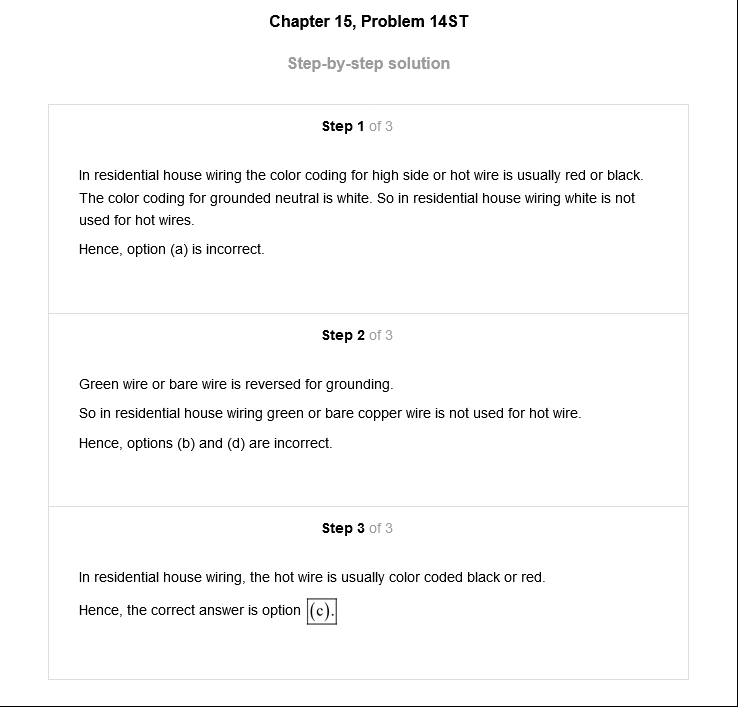 Chapter 15, Problem 14ST
Step-by-step solution
Step 1 of 3
In residential house wiring the color coding for high side or hot wire is usually red or black.
The color coding for grounded neutral is white. So in residential house wiring white is not
used for hot wires.
Hence, option (a) is incorrect.
Step 2 of 3
Green wire or bare wire is reversed for grounding.
So in residential house wiring green or bare copper wire is not used for hot wire.
Hence, options (b) and (d) are incorrect.
Step 3 of 3
In residential house wiring, the hot wire is usually color coded black or red.
Hence, the correct answer is option (c).